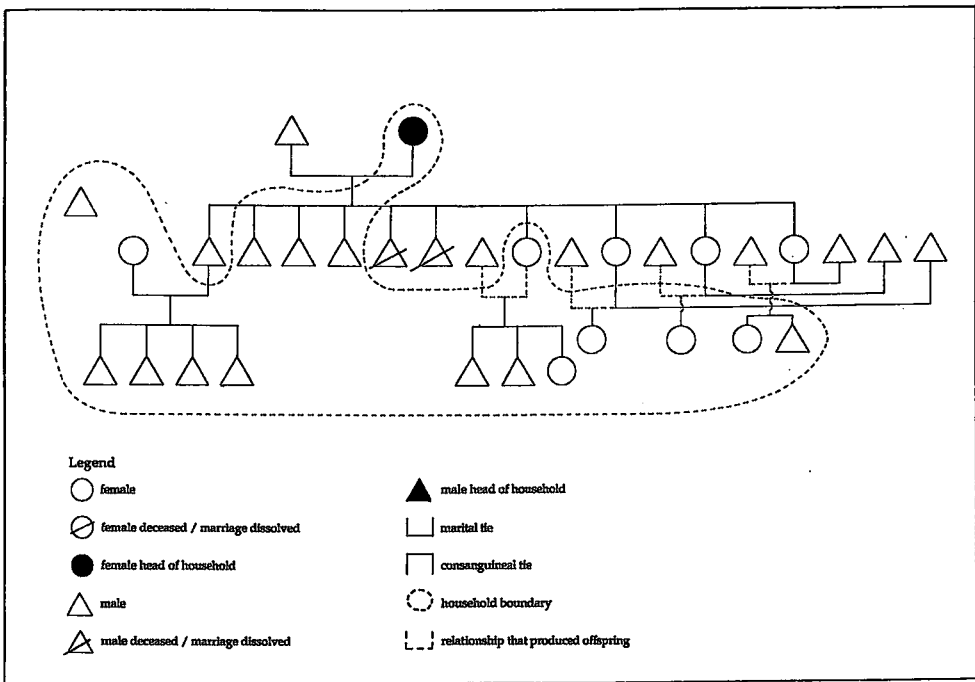 Legend
female
female deceased / marriage dissolved
female head of household
male
male deceased / marriage dissolved
male head of household
marital tie
consanguineal tie
household boundary
relationship that produced offspring